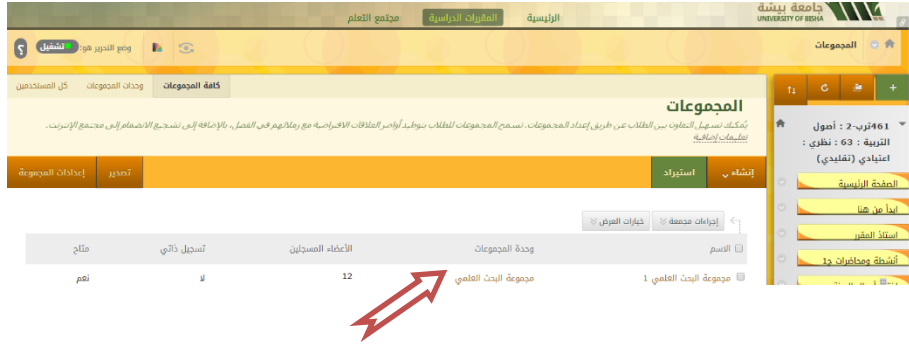 جامعة بيشة
UNIVERSITY OF BISHA
الرئيسية
المقررات الدراسية
مجتمع التعلم
المجموعات
وضع التحرير هو: تشغيل
؟
كافة المجموعات
وحدات المجموعات
كل المستخدمين
المجموعات
يُمكنك تسهيل التعاون بين الطلاب عن طريق إعداد المجموعات. تسمح المجموعات للطلاب بتوطيد أواصر العلاقات الافتراضية مع زملائهم في الفصل، بالإضافة إلى تشجيع الانضمام إلى مجتمع الإنترنت.
تعليمات إضافية
إنشاء
استيراد
تصدير
إعدادات المجموعة
إجراءات مجمعة
خيارات العرض
الاسم
وحدة المجموعات
الأعضاء المسجلين
تسجيل ذاتي
متاح
مجموعة البحث العلمي 1
مجموعة البحث العلمي
12
لا
نعم
461ترب-2 : أصول
التربية : 63 : نظري :
اعتيادي (تقليدي)
الصفحة الرئيسية
ابدأ من هنا
استاذ المقرر
أنشطة ومحاضرات ج1